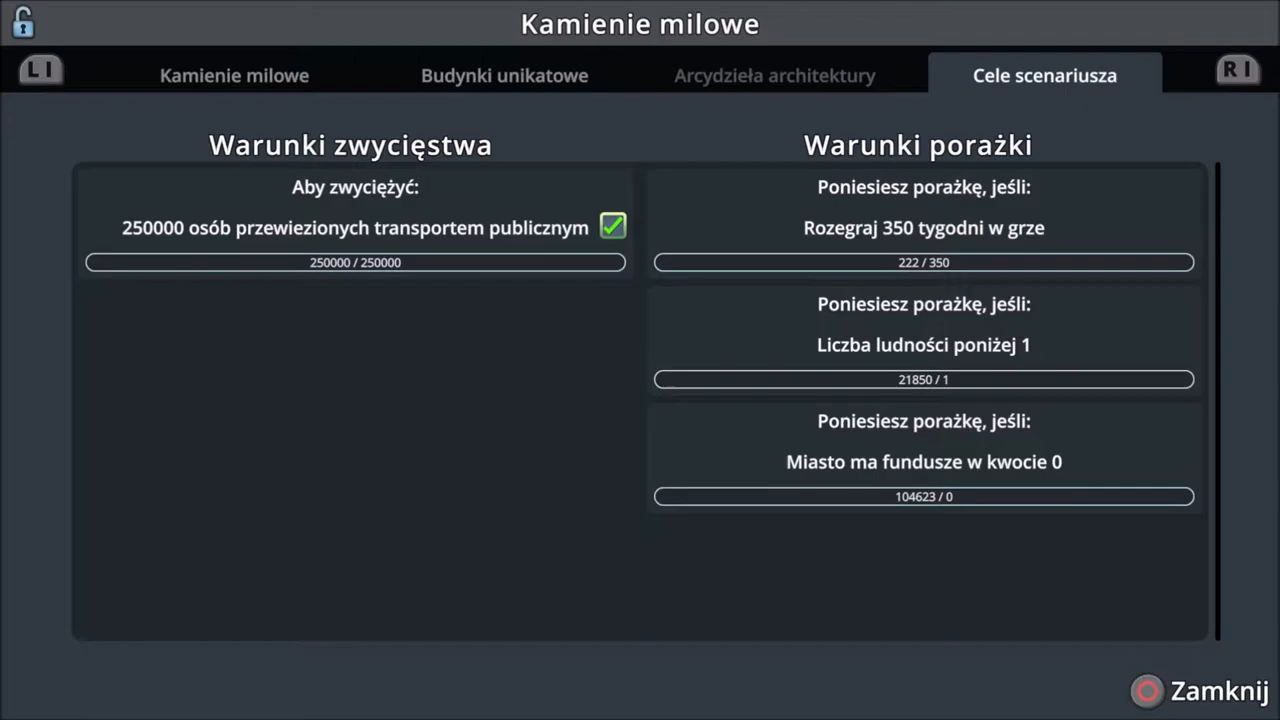 Kamienie milowe
L1
Kamienie milowe
Budynki unikatowe
Arcydzieła architektury
Cele scenariusza
R1
Warunki zwycięstwa
Aby zwyciężyć:
250000 osób przewiezionych transportem publicznym
250000 / 250000
Warunki porażki
Poniesiesz porażkę, jeśli:
Rozegraj 350 tygodni w grze
222 / 350
Poniesiesz porażkę, jeśli:
Liczba ludności poniżej 1
21850 / 1
Poniesiesz porażkę, jeśli:
Miasto ma fundusze w kwocie 0
104623 / 0
Zamknij